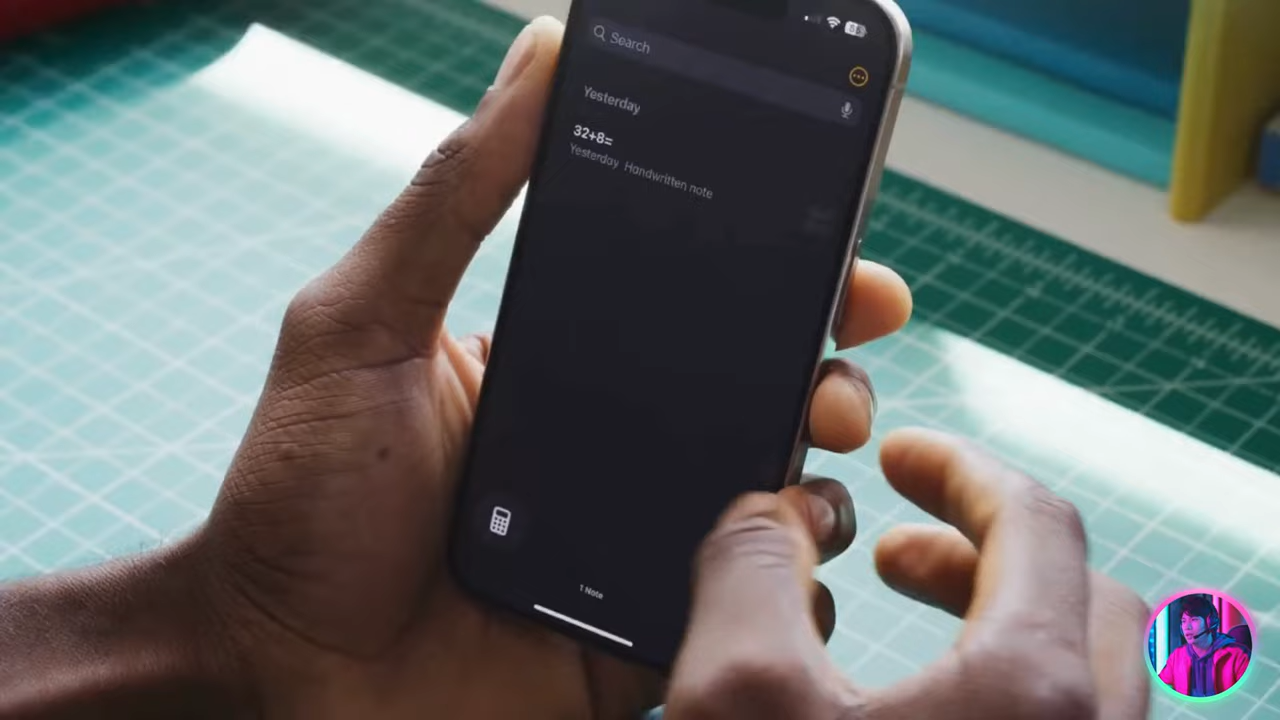 Search
Yesterday
32+8=
Yesterday Handwritten note
1 Note